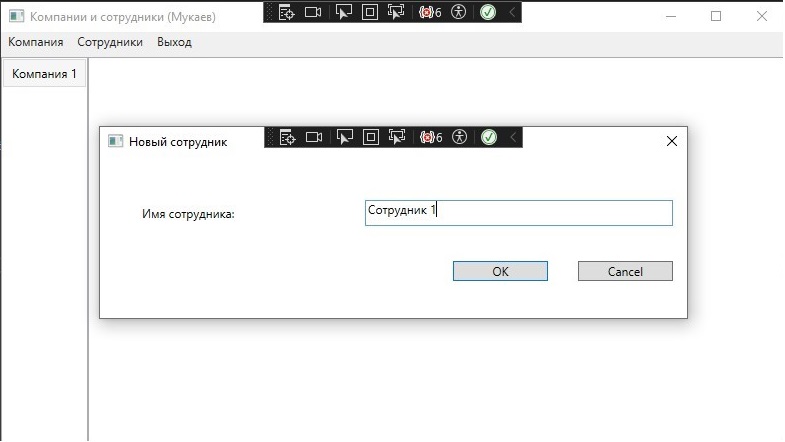 Компании и сотрудники (Мукаев)
6
Компания Сотрудники Выход
Компания 1
Новый сотрудник
6
Имя сотрудника:
Сотрудник 1
OK
Cancel